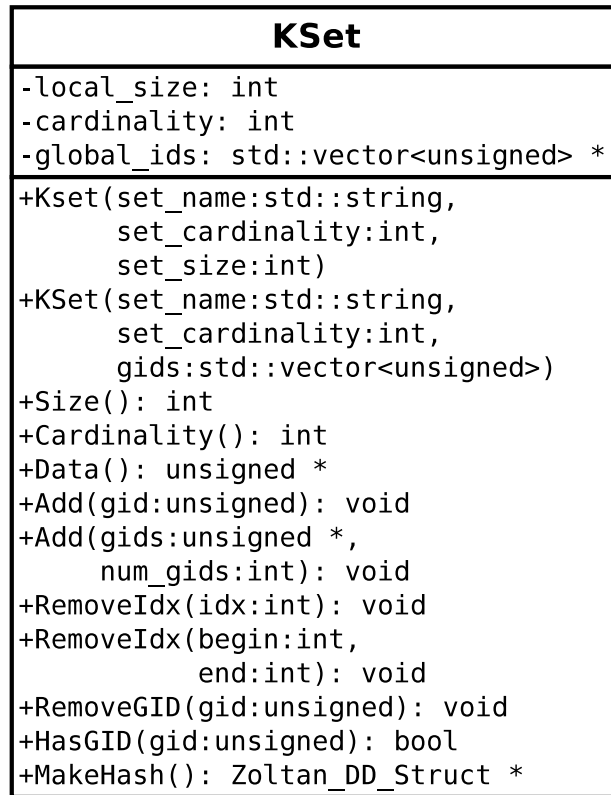 KSet
-local_size: int
-cardinality: int
-global_ids: std::vector<unsigned> *
+Kset(set_name:std::string,
set_cardinality:int,
set_size:int)
+KSet(set_name:std::string,
set_cardinality:int,
gids:std::vector<unsigned>)
+Size(): int
+Cardinality(): int
+Data(): unsigned *
+Add(gid:unsigned): void
+Add(gids:unsigned *,
num_gids:int): void
+RemoveIdx(idx:int): void
+RemoveIdx(begin:int,
end:int): void
+RemoveGID(gid:unsigned): void
+HasGID(gid:unsigned): bool
+MakeHash(): Zoltan_DD_Struct *